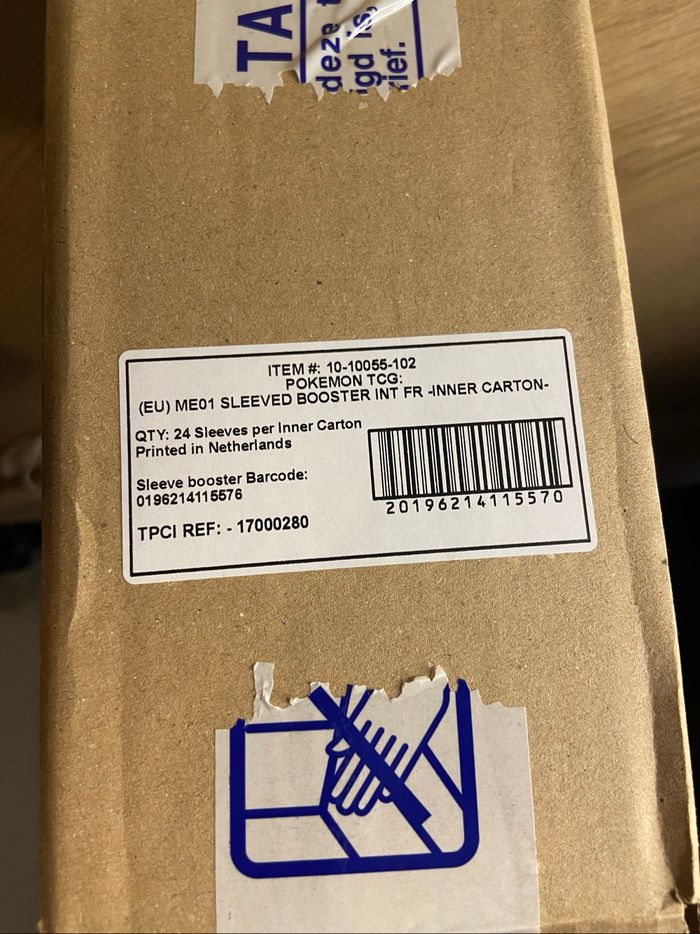 TA
deze
igd is,
rief.
ITEM #: 10-10055-102
POKEMON TCG:
(EU) ME01 SLEEVED BOOSTER INT FR -INNER CARTON-
QTY: 24 Sleeves per Inner Carton
Printed in Netherlands
Sleeve booster Barcode:
0196214115576
TPCI REF: - 17000280
20196214115570